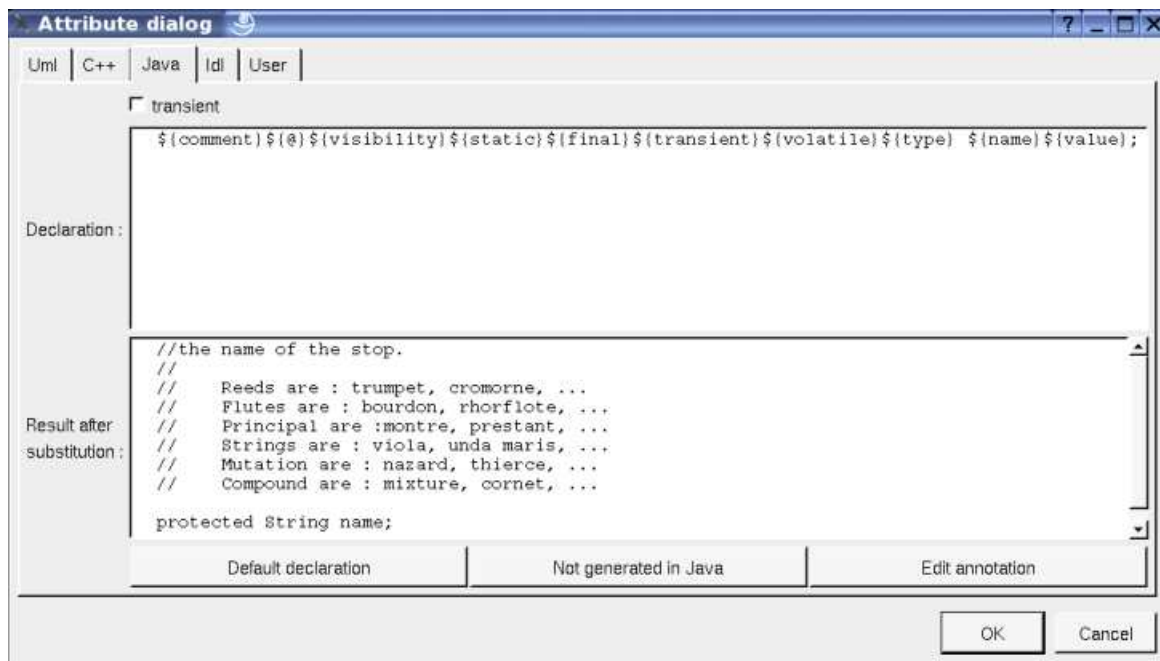 Attribute dialog
Uml C++ Java Idl User
transient
Declaration :
${comment}${@}${visibility}${static}${final}${transient}${volatile}${type} ${name}${value};
Result after
substitution :
//the name of the stop.
//
//    Reeds are : trumpet, cromorne, ...
//    Flutes are : bourdon, rhorflote, ...
//    Principal are :montre, prestant, ...
//    Strings are : viola, unda maris, ...
//    Mutation are : nazard, thierce, ...
//    Compound are : mixture, cornet, ...
protected String name;
Default declaration Not generated in Java Edit annotation
OK Cancel